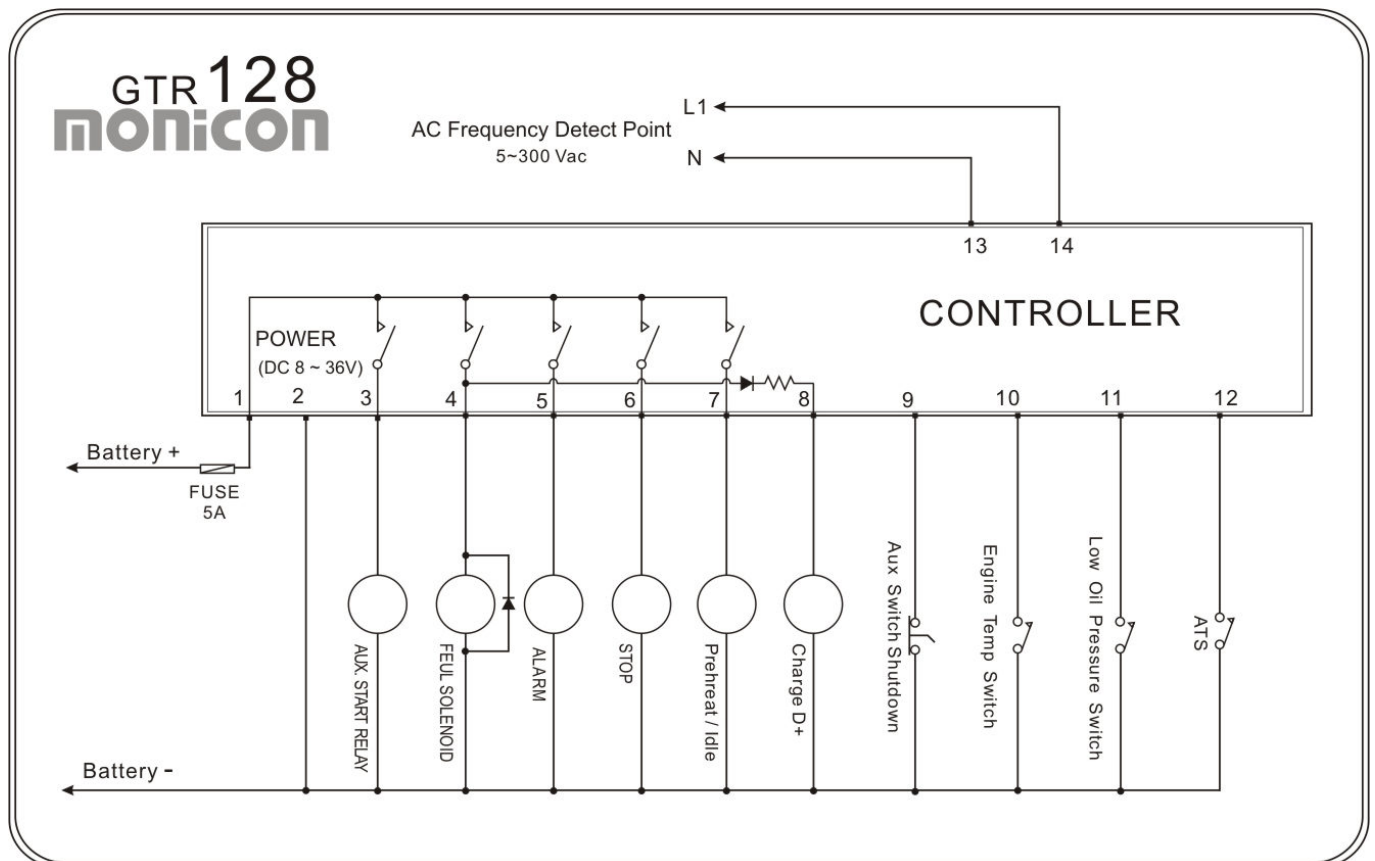 GTR 128
monicon
AC Frequency Detect Point
5~300 Vac
L1
N
13 14
CONTROLLER
POWER
(DC 8 ~ 36V)
1 2 3 4 5 6 7 8 9 10 11 12
Battery +
FUSE
5A
AUX. START RELAY
FEUL SOLENOID
ALARM
STOP
Prehreat / Idle
Charge D+
Aux Switch Shutdown
Engine Temp Switch
Low Oil Pressure Switch
ATS
Battery -